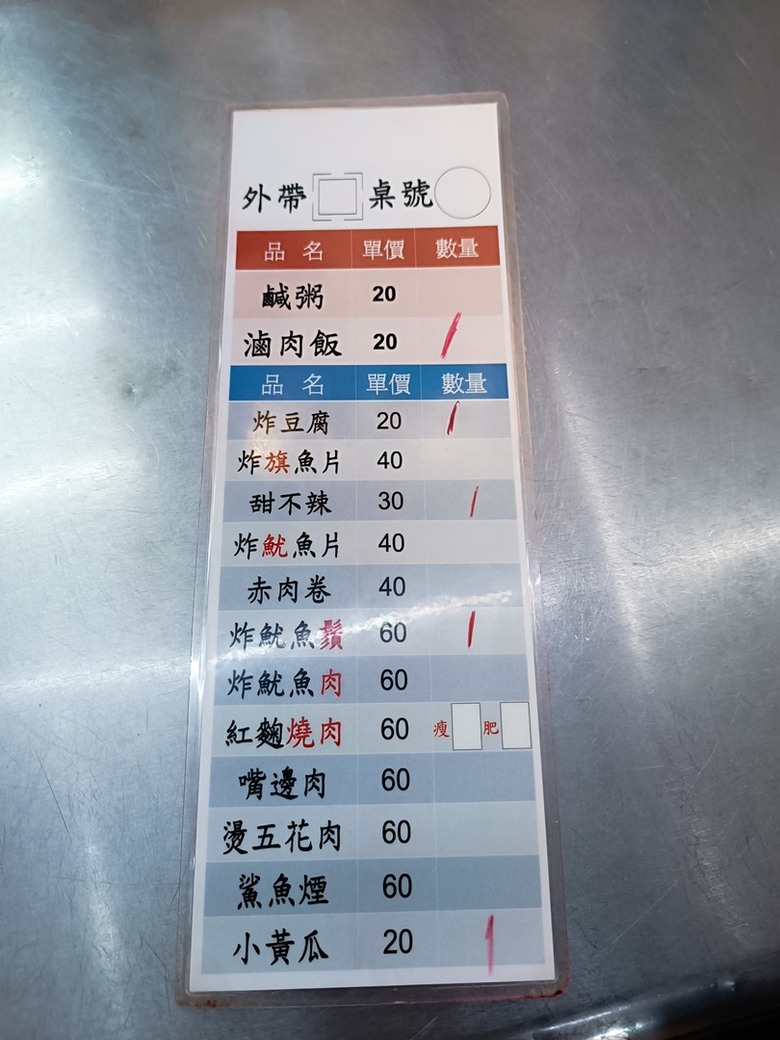 外帶 桌號
品名 單價 數量
鹹粥 20
滷肉飯 20 /
品名 單價 數量
炸豆腐 20 /
炸旗魚片 40
甜不辣 30 /
炸魷魚片 40
赤肉卷 40
炸魷魚鬚 60 /
炸魷魚肉 60
紅麴燒肉 60 瘦 肥
嘴邊肉 60
燙五花肉 60
鯊魚煙 60
小黃瓜 20 /